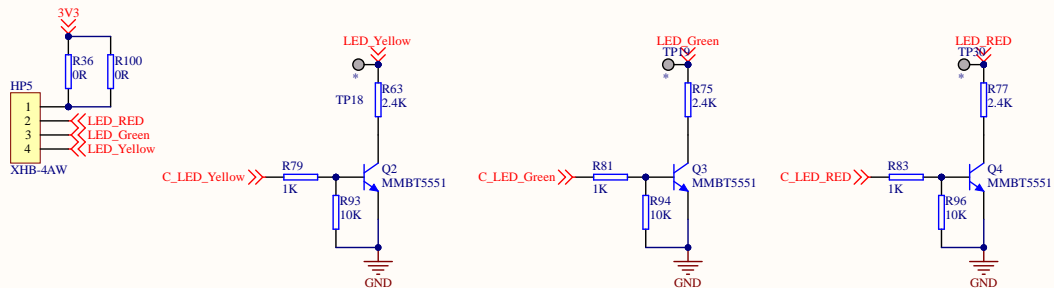 3V3
R36
0R
R100
0R
HP5
1
2
3
4
LED_RED
LED_Green
LED_Yellow
XHB-4AW
LED_Yellow
*
TP18
R63
2.4K
C_LED_Yellow
R79
1K
Q2
MMBT5551
R93
10K
GND
LED_Green
TP19
*
R75
2.4K
C_LED_Green
R81
1K
Q3
MMBT5551
R94
10K
GND
LED_RED
TP30
*
R77
2.4K
C_LED_RED
R83
1K
Q4
MMBT5551
R96
10K
GND